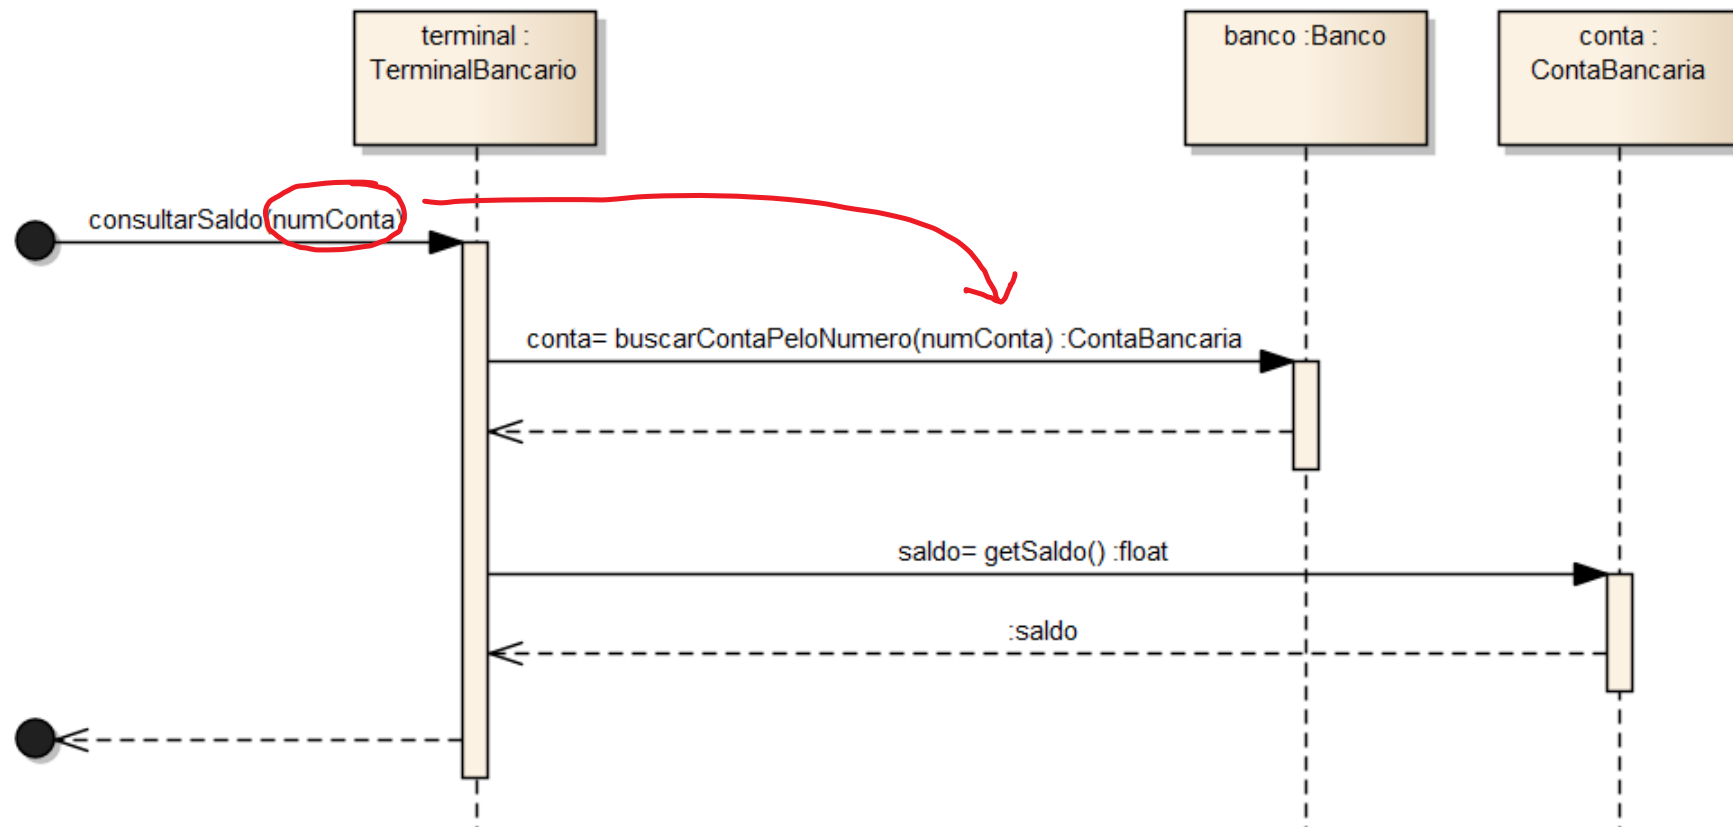 terminal :
TerminalBancario
banco :Banco
conta :
ContaBancaria
consultarSaldo(numConta)
conta= buscarContaPeloNumero(numConta) :ContaBancaria
saldo= getSaldo() :float
:saldo